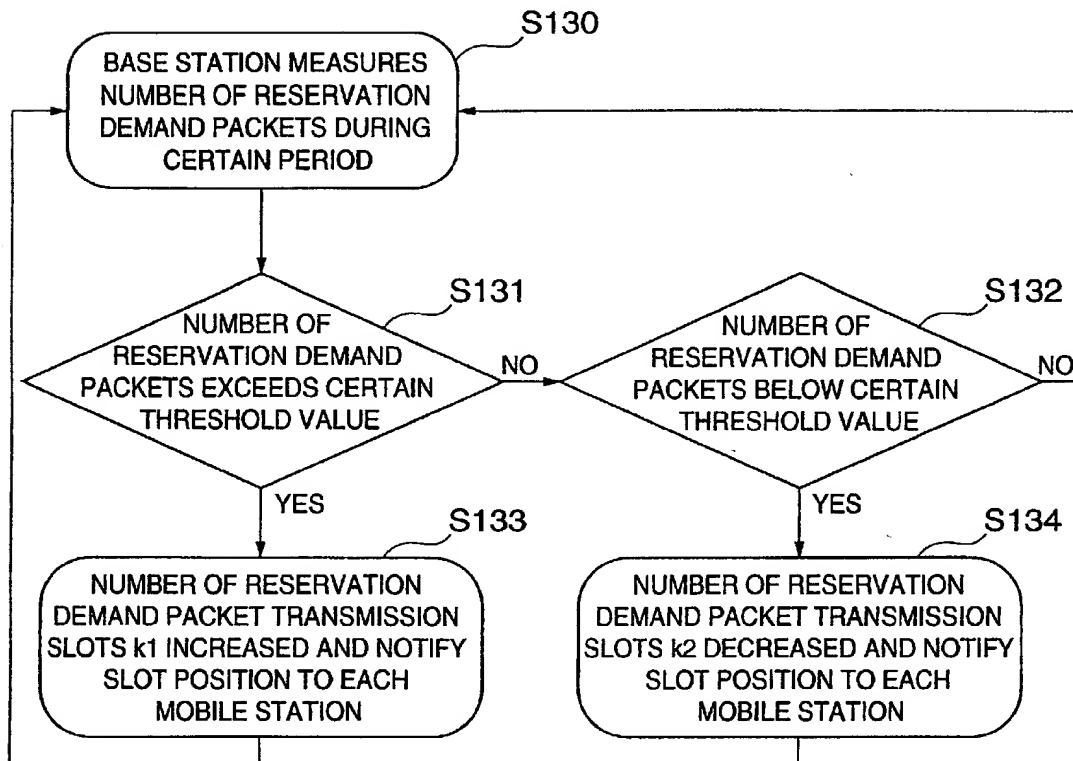 S130
BASE STATION MEASURES
NUMBER OF RESERVATION
DEMAND PACKETS DURING
CERTAIN PERIOD
S131
NUMBER OF
RESERVATION DEMAND
PACKETS EXCEEDS CERTAIN
THRESHOLD VALUE
NO
YES
S132
NUMBER OF
RESERVATION DEMAND
PACKETS BELOW CERTAIN
THRESHOLD VALUE
NO
YES
S133
NUMBER OF RESERVATION
DEMAND PACKET TRANSMISSION
SLOTS k1 INCREASED AND NOTIFY
SLOT POSITION TO EACH
MOBILE STATION
S134
NUMBER OF RESERVATION
DEMAND PACKET TRANSMISSION
SLOTS k2 DECREASED AND NOTIFY
SLOT POSITION TO EACH
MOBILE STATION